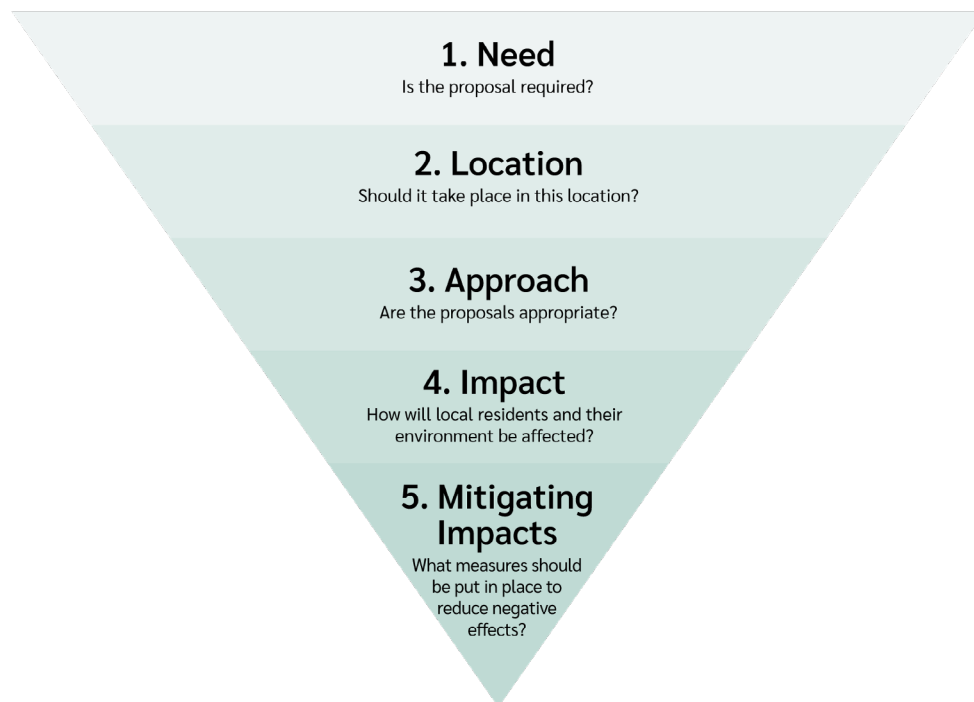 1. Need
Is the proposal required?
2. Location
Should it take place in this location?
3. Approach
Are the proposals appropriate?
4. Impact
How will local residents and their
environment be affected?
5. Mitigating
Impacts
What measures should
be put in place to
reduce negative
effects?